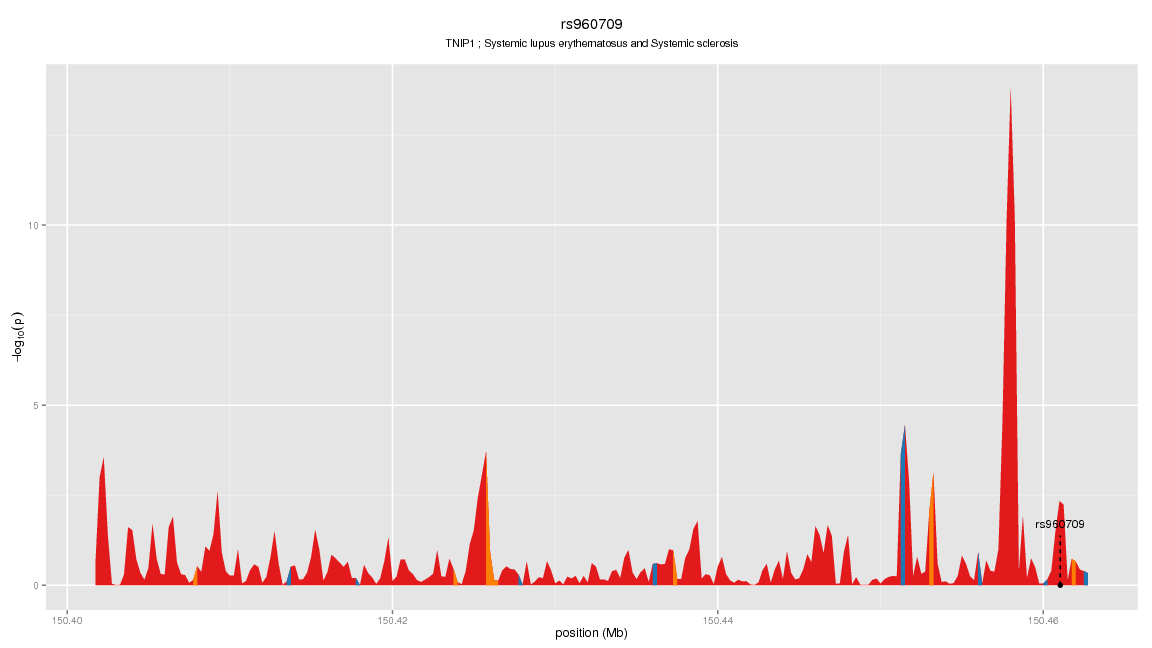 rs960709
TNIP1 ; Systemic lupus erythematosus and Systemic sclerosis
−log₁₀(p)
10
5
0
rs960709
150.40
150.42
150.44
150.46
position (Mb)